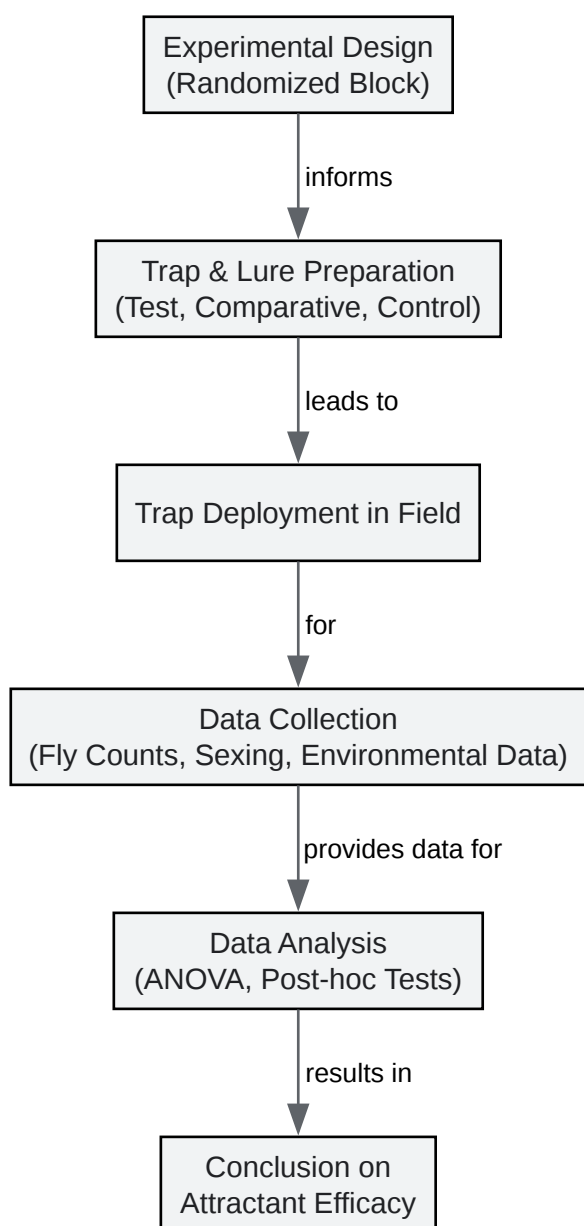 Experimental Design
(Randomized Block)
informs
Trap & Lure Preparation
(Test, Comparative, Control)
leads to
Trap Deployment in Field
for
Data Collection
(Fly Counts, Sexing, Environmental Data)
provides data for
Data Analysis
(ANOVA, Post-hoc Tests)
results in
Conclusion on
Attractant Efficacy